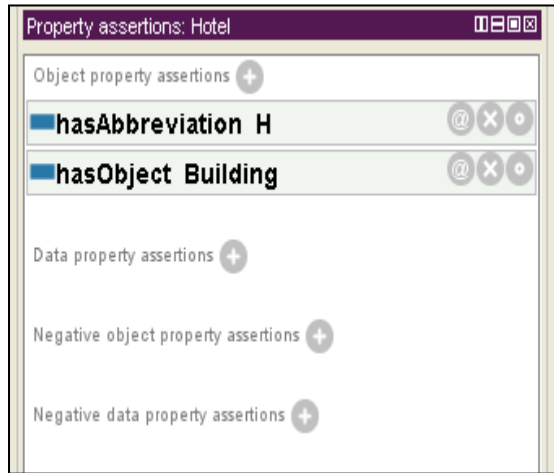 Property assertions: Hotel
Object property assertions
hasAbbreviation H
hasObject Building
Data property assertions
Negative object property assertions
Negative data property assertions